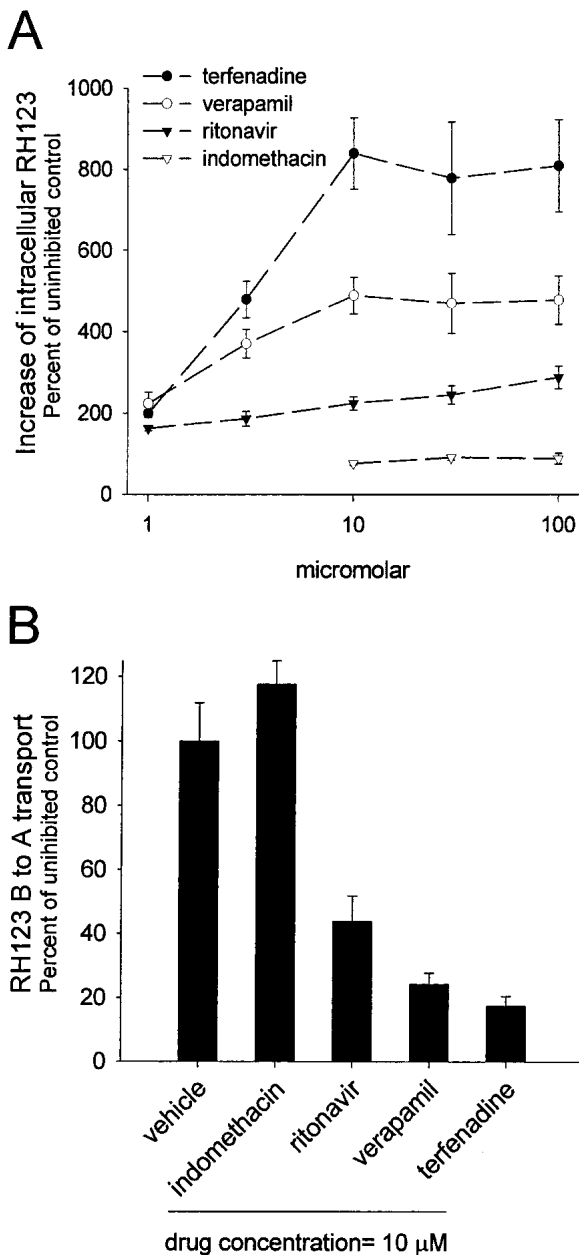 A
terfenadine
verapamil
ritonavir
indomethacin
1000
800
600
400
200
0
Increase of intracellular RH123
Percent of uninhibited control
1
10
100
micromolar
B
120
100
80
60
40
20
0
RH123 B to A transport
Percent of unihibited control
vehicle
indomethacin
ritonavir
verapamil
terfenadine
drug concentration= 10 µM